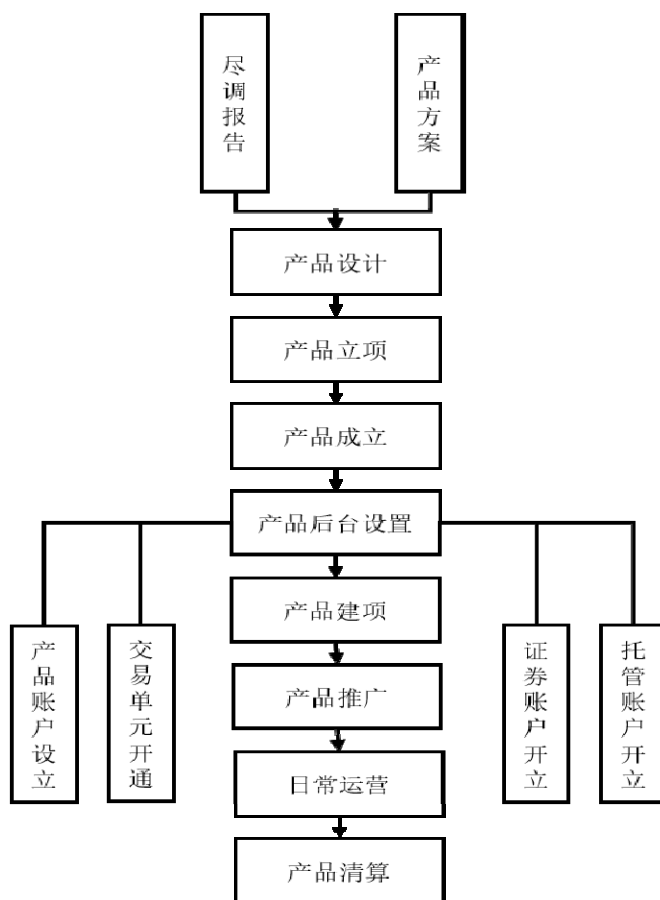 尽调报告
产品方案
产品设计
产品立项
产品成立
产品后台设置
产品建项
产品推广
日常运营
产品清算
产品账户设立
交易单元开通
证券账户开立
托管账户开立